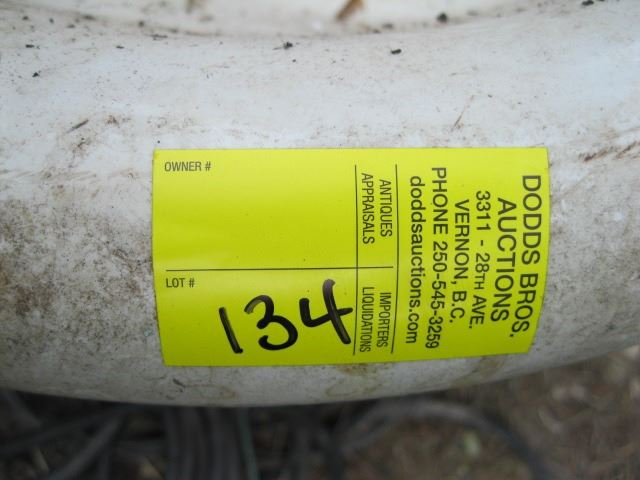 DODDS BROS.
AUCTIONS
3311 - 28TH AVE.
VERNON, B.C.
PHONE 250-545-3259
doddsauctions.com
ANTIQUES IMPORTERS
APPRAISALS LIQUIDATIONS
OWNER #
LOT #
134